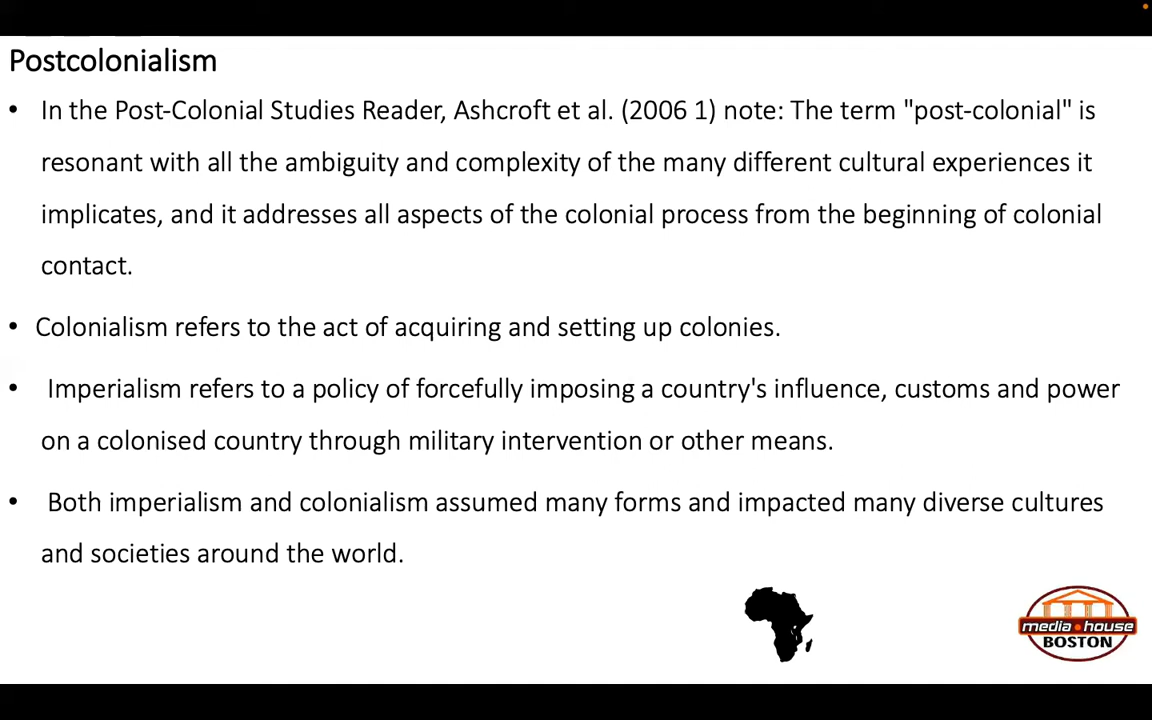 Postcolonialism
• In the Post-Colonial Studies Reader, Ashcroft et al. (2006 1) note: The term "post-colonial" is
resonant with all the ambiguity and complexity of the many different cultural experiences it
implicates, and it addresses all aspects of the colonial process from the beginning of colonial
contact.
• Colonialism refers to the act of acquiring and setting up colonies.
• Imperialism refers to a policy of forcefully imposing a country's influence, customs and power
on a colonised country through military intervention or other means.
• Both imperialism and colonialism assumed many forms and impacted many diverse cultures
and societies around the world.
media•house
BOSTON